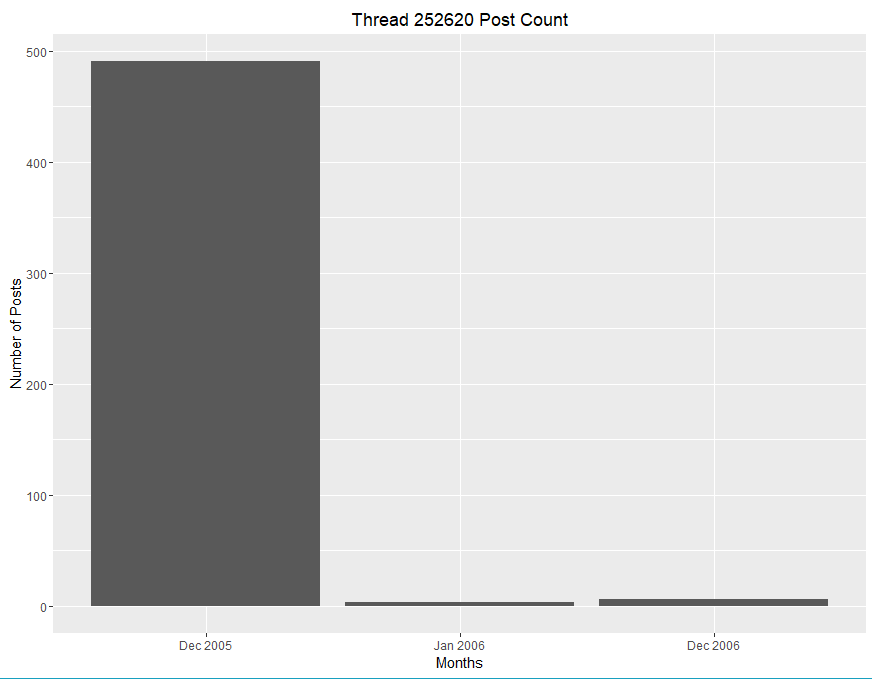 Thread 252620 Post Count
Number of Posts
500
400
300
200
100
0
Dec 2005
Jan 2006
Dec 2006
Months